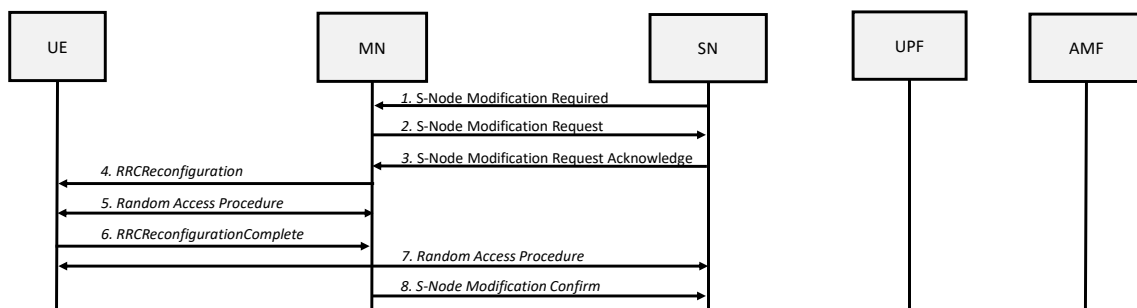 UE
MN
SN
UPF
AMF
1. S-Node Modification Required
2. S-Node Modification Request
3. S-Node Modification Request Acknowledge
4. RRCReconfiguration
5. Random Access Procedure
6. RRCReconfigurationComplete
7. Random Access Procedure
8. S-Node Modification Confirm